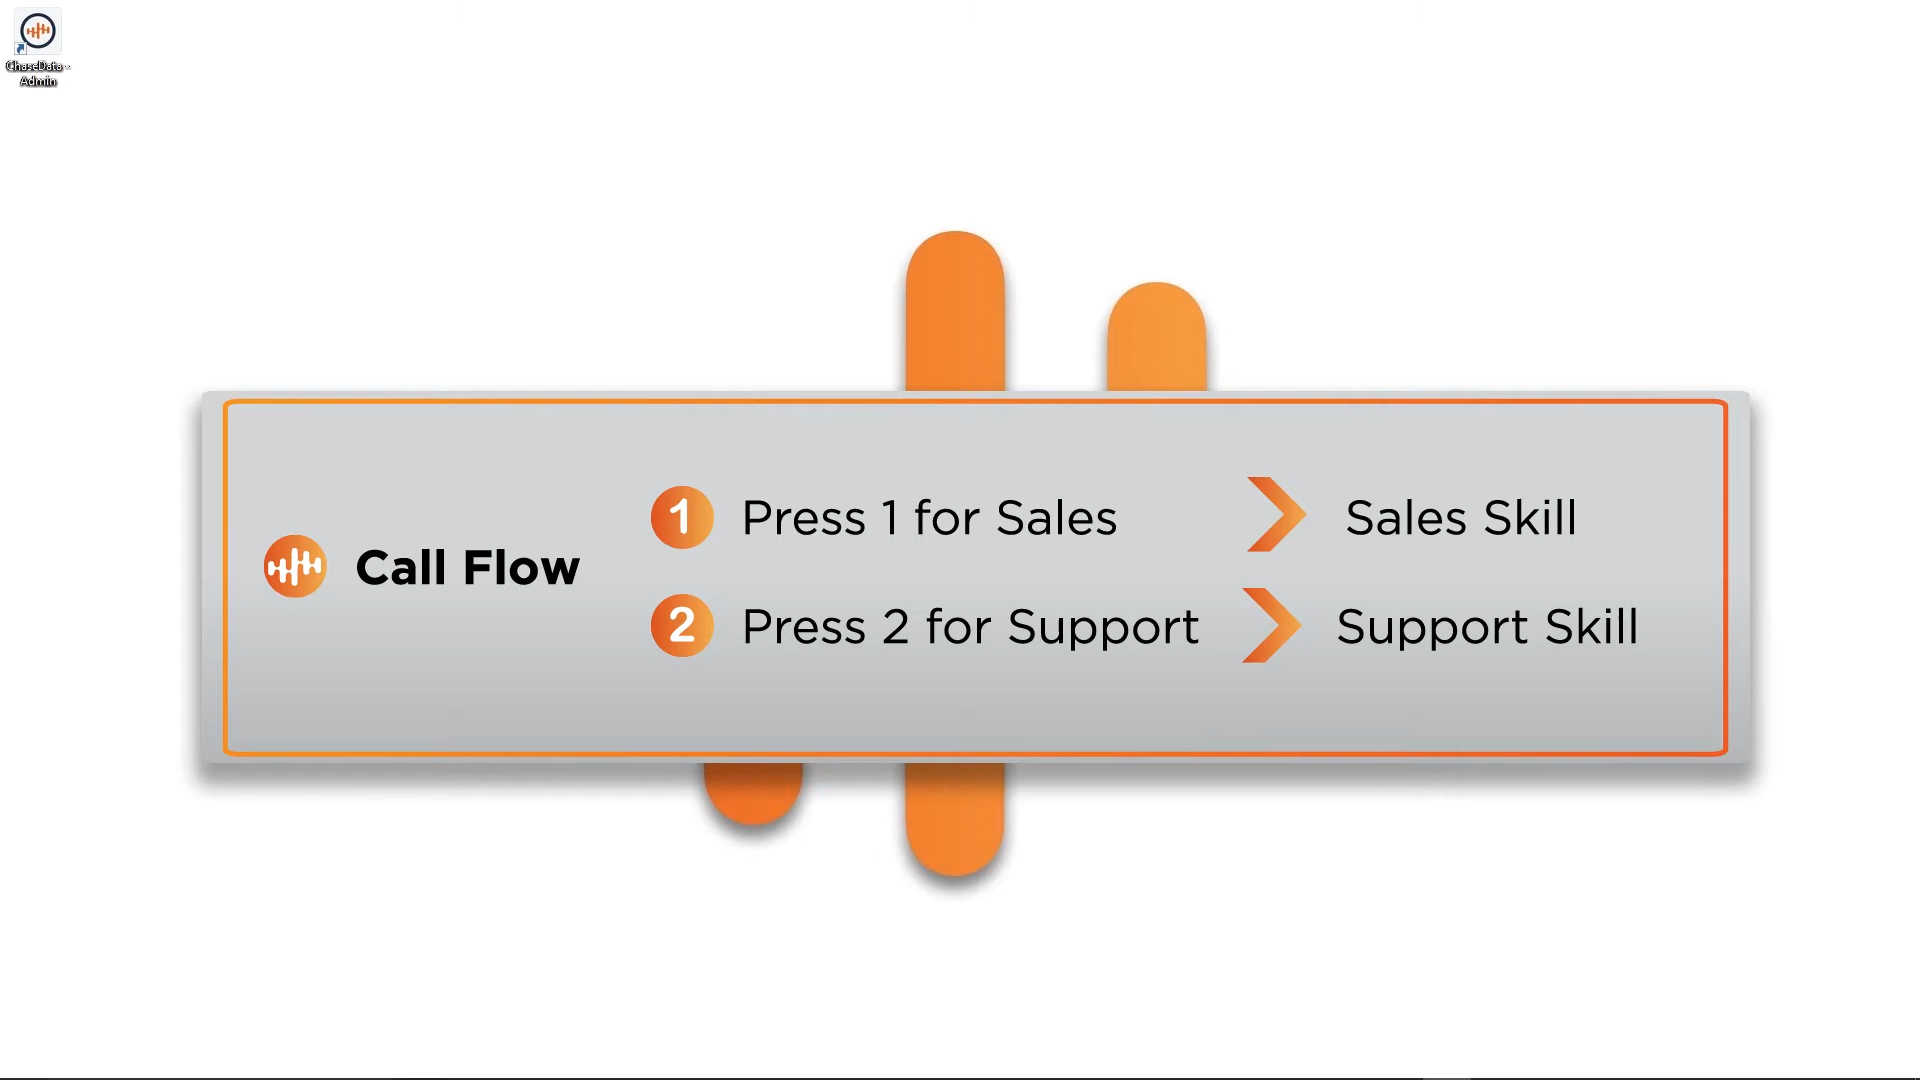 ChaseData -
Admin
Call Flow
1 Press 1 for Sales Sales Skill
2 Press 2 for Support Support Skill